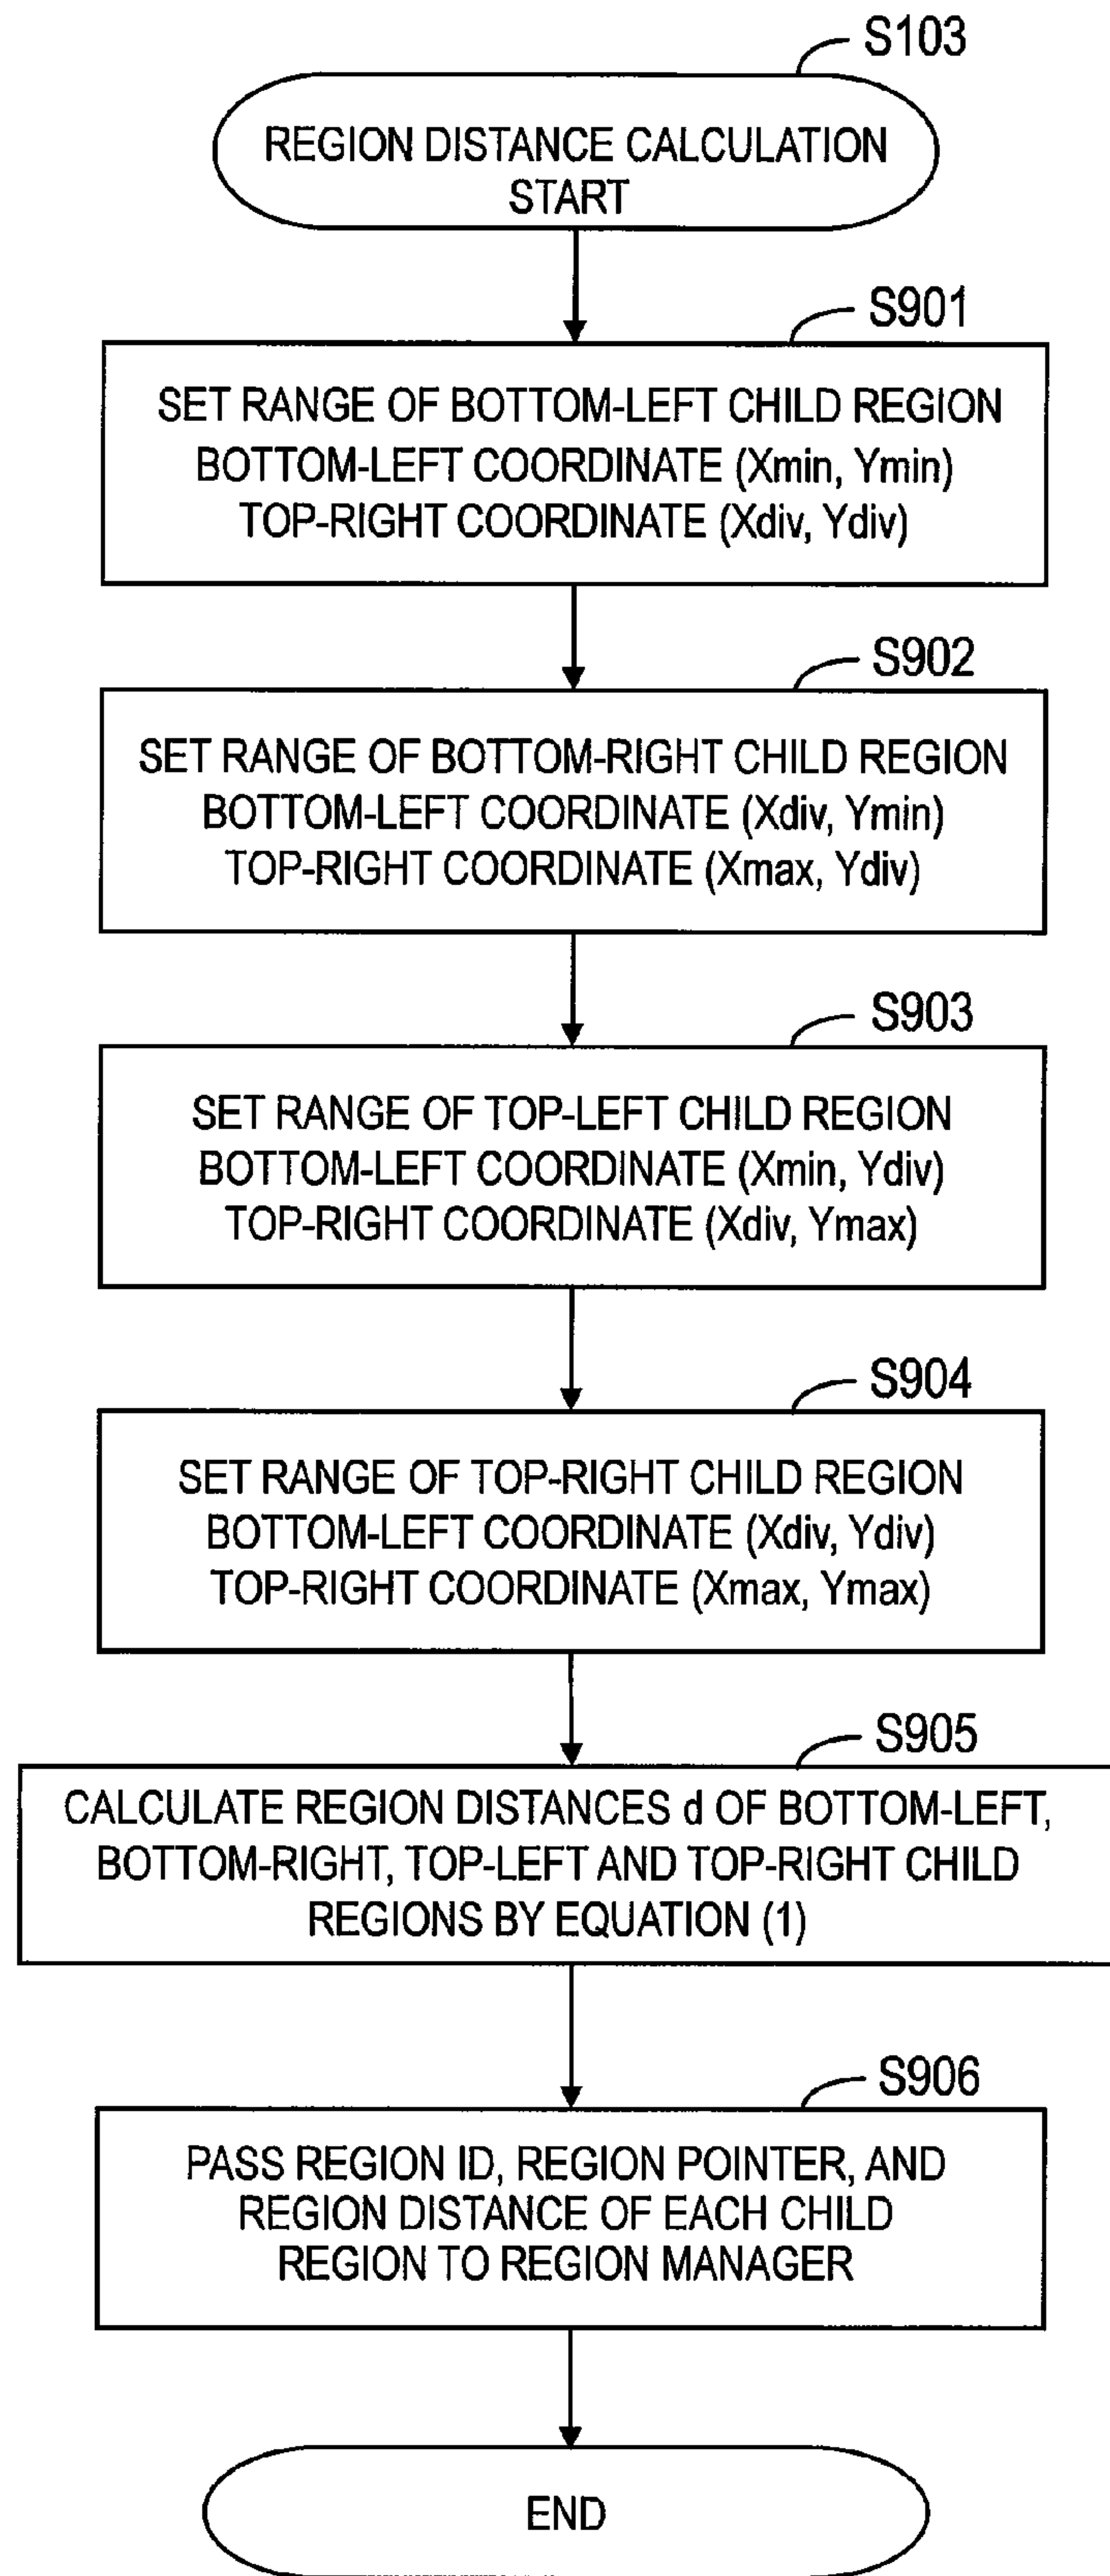 S103
REGION DISTANCE CALCULATION
START
S901
SET RANGE OF BOTTOM-LEFT CHILD REGION
BOTTOM-LEFT COORDINATE (Xmin, Ymin)
TOP-RIGHT COORDINATE (Xdiv, Ydiv)
S902
SET RANGE OF BOTTOM-RIGHT CHILD REGION
BOTTOM-LEFT COORDINATE (Xdiv, Ymin)
TOP-RIGHT COORDINATE (Xmax, Ydiv)
S903
SET RANGE OF TOP-LEFT CHILD REGION
BOTTOM-LEFT COORDINATE (Xmin, Ydiv)
TOP-RIGHT COORDINATE (Xdiv, Ymax)
S904
SET RANGE OF TOP-RIGHT CHILD REGION
BOTTOM-LEFT COORDINATE (Xdiv, Ydiv)
TOP-RIGHT COORDINATE (Xmax, Ymax)
S905
CALCULATE REGION DISTANCES d OF BOTTOM-LEFT,
BOTTOM-RIGHT, TOP-LEFT AND TOP-RIGHT CHILD
REGIONS BY EQUATION (1)
S906
PASS REGION ID, REGION POINTER, AND
REGION DISTANCE OF EACH CHILD
REGION TO REGION MANAGER
END